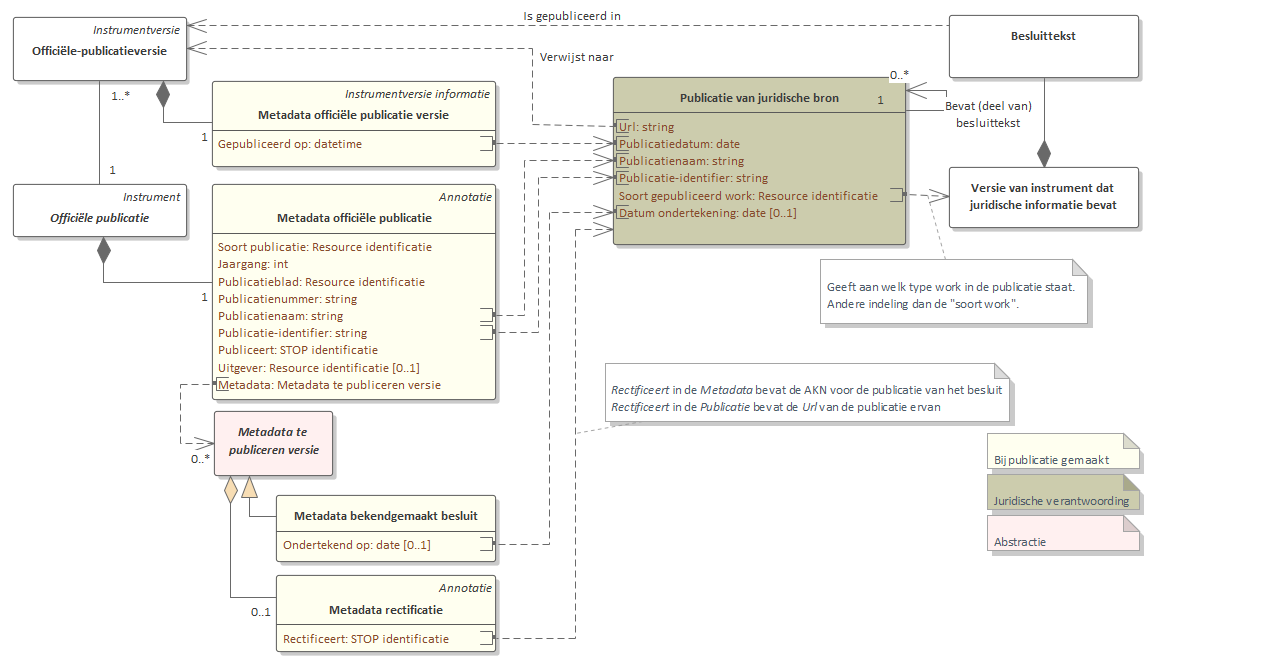 Is gepubliceerd in
Instrumentversie
Officiële-publicatieversie
Besluittekst
Verwijst naar
0..*
1
Bevat (deel van)
besluittekst
1..*
1
1
Instrumentversie informatie
Metadata officiële publicatie versie
Gepubliceerd op: datetime
Publicatie van juridische bron
Url: string
Publicatiedatum: date
Publicatienaam: string
Publicatie-identifier: string
Soort gepubliceerd work: Resource identificatie
Datum ondertekening: date [0..1]
Versie van instrument dat
juridische informatie bevat
Instrument
Officiële publicatie
1
Annotatie
Metadata officiële publicatie
Soort publicatie: Resource identificatie
Jaargang: int
Publicatieblad: Resource identificatie
Publicatienummer: string
Publicatienaam: string
Publicatie-identifier: string
Publiceert: STOP identificatie
Uitgever: Resource identificatie [0..1]
Metadata: Metadata te publiceren versie
Geeft aan welk type work in de publicatie staat.
Andere indeling dan de "soort work".
Rectificeert in de Metadata bevat de AKN voor de publicatie van het besluit
Rectificeert in de Publicatie bevat de Url van de publicatie ervan
Metadata te
publiceren versie
0..*
Metadata bekendgemaakt besluit
Ondertekend op: date [0..1]
0..1
Annotatie
Metadata rectificatie
Rectificeert: STOP identificatie
Bij publicatie gemaakt
Juridische verantwoording
Abstractie